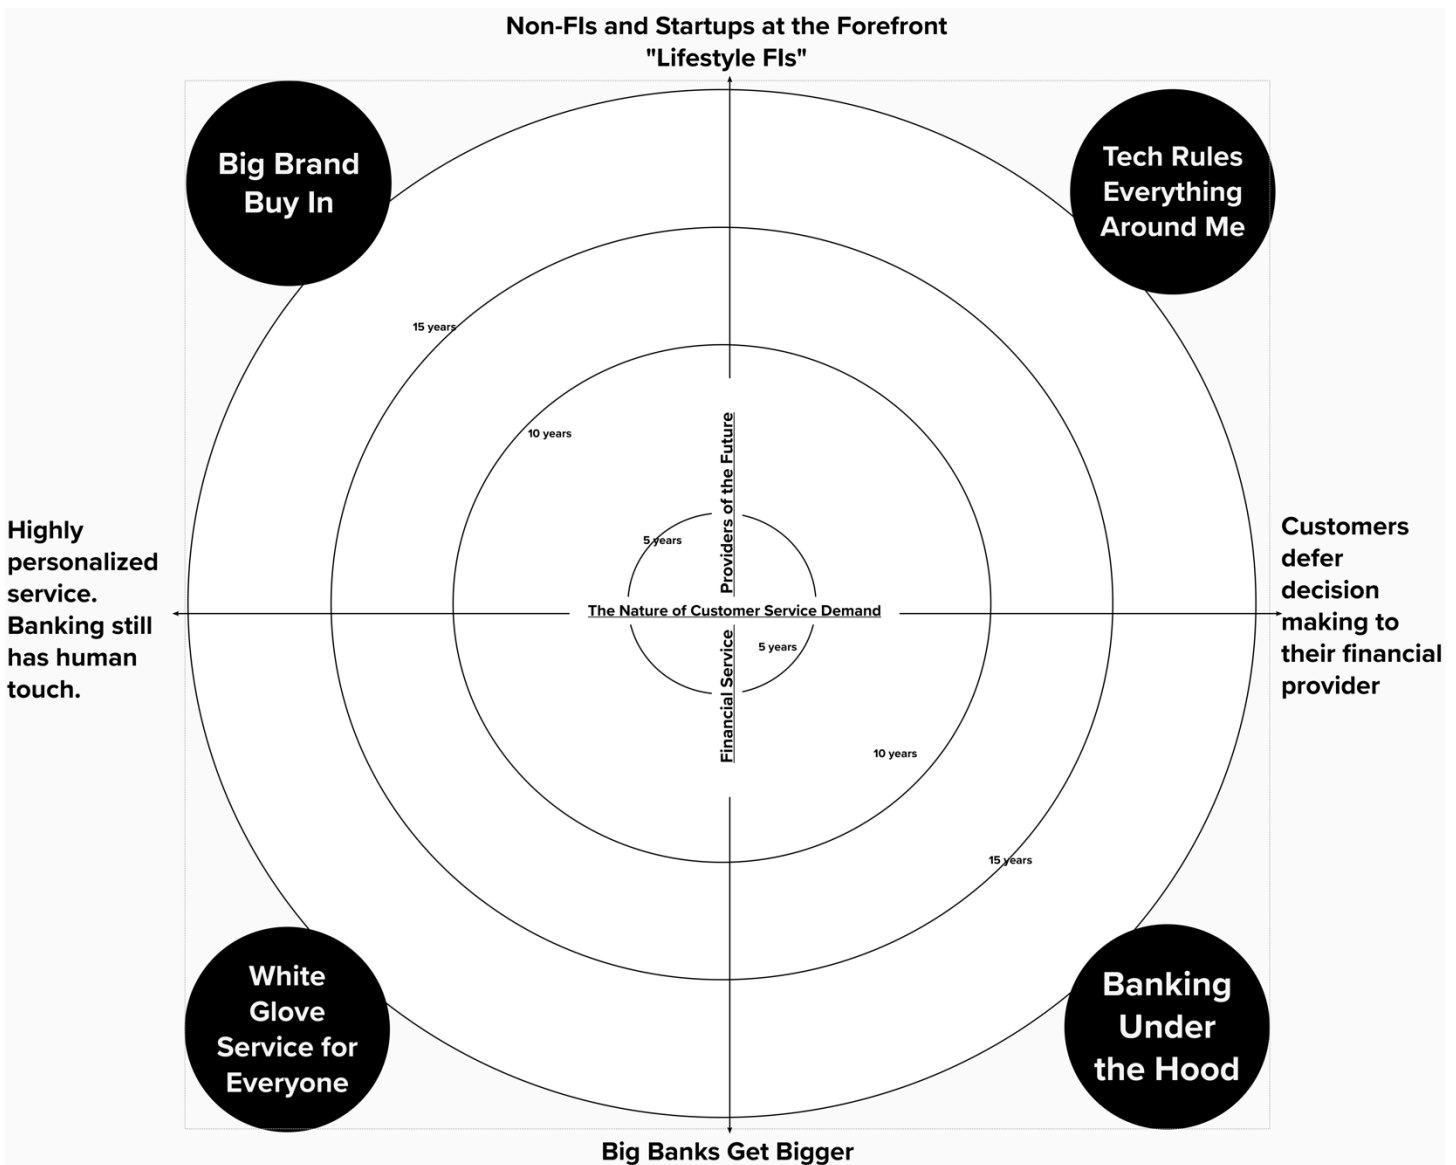 Non-FIs and Startups at the Forefront
"Lifestyle FIs"
Big Brand
Buy In
Tech Rules
Everything
Around Me
15 years
10 years
5 years
Providers of the Future
Highly
personalized
service.
Banking still
has human
touch.
The Nature of Customer Service Demand
Customers
defer
decision
making to
their financial
provider
Financial Service
5 years
10 years
15 years
White
Glove
Service for
Everyone
Banking
Under
the Hood
Big Banks Get Bigger